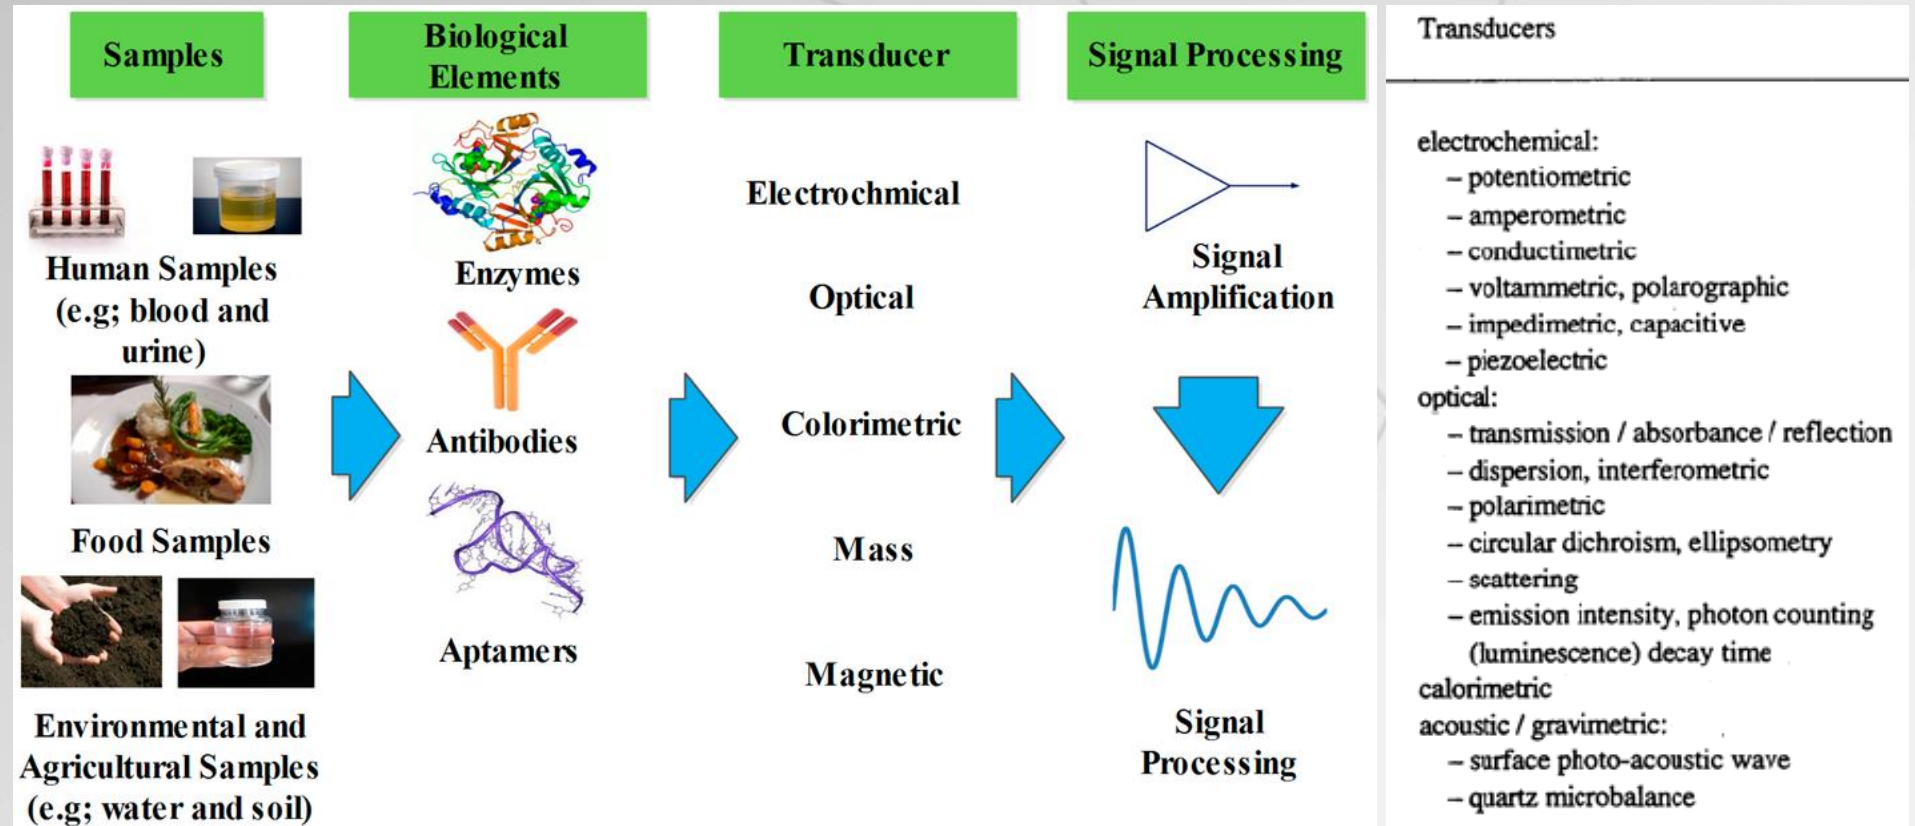 Samples
Human Samples
(e.g; blood and
urine)
Food Samples
Environmental and
Agricultural Samples
(e.g; water and soil)
Biological
Elements
Enzymes
Antibodies
Aptamers
Transducer
Electrochmical
Optical
Colorimetric
Mass
Magnetic
Signal Processing
Signal
Amplification
Signal
Processing
Transducers
electrochemical:
– potentiometric
– amperometric
– conductimetric
– voltammetric, polarographic
– impedimetric, capacitive
– piezoelectric
optical:
– transmission / absorbance / reflection
– dispersion, interferometric
– polarimetric
– circular dichroism, ellipsometry
– scattering
– emission intensity, photon counting
(luminescence) decay time
calorimetric
acoustic / gravimetric:
– surface photo-acoustic wave
– quartz microbalance